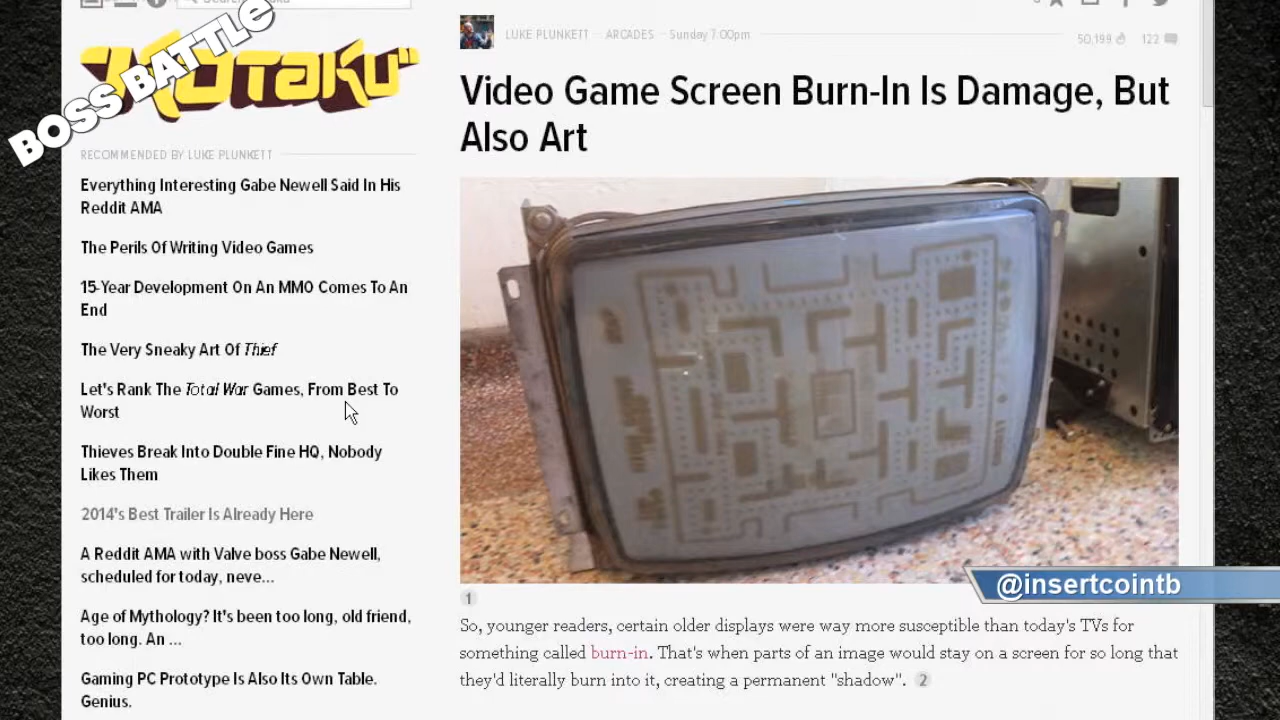 LUKE PLUNKETT ARCADES Sunday 7:00pm
50,199 122
BOSS BATTLE
KOTAKU
Video Game Screen Burn-In Is Damage, But
Also Art
RECOMMENDED BY LUKE PLUNKETT
Everything Interesting Gabe Newell Said In His
Reddit AMA
The Perils Of Writing Video Games
15-Year Development On An MMO Comes To An
End
The Very Sneaky Art Of Thief
Let's Rank The Total War Games, From Best To
Worst
Thieves Break Into Double Fine HQ, Nobody
Likes Them
2014's Best Trailer Is Already Here
A Reddit AMA with Valve boss Gabe Newell,
scheduled for today, neve...
Age of Mythology? It's been too long, old friend,
too long. An ...
Gaming PC Prototype Is Also Its Own Table.
Genius.
@insertcointb
1
So, younger readers, certain older displays were way more susceptible than today's TVs for
something called burn-in. That's when parts of an image would stay on a screen for so long that
they'd literally burn into it, creating a permanent "shadow". 2